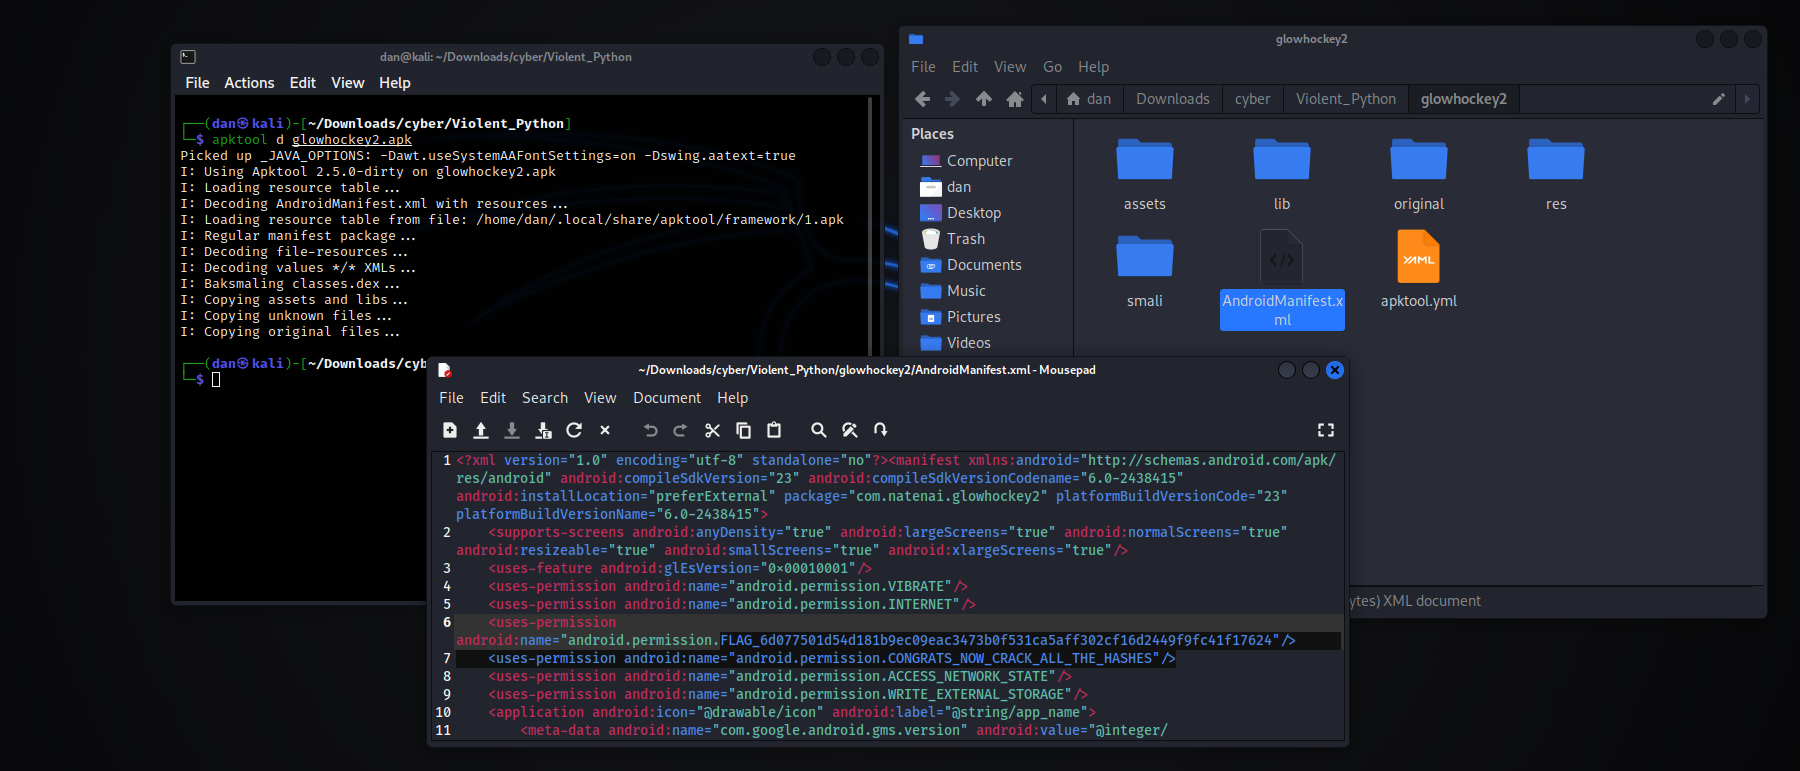 dan@kali: ~/Downloads/cyber/Violent_Python
File Actions Edit View Help
┌──(dan㉿kali)-[~/Downloads/cyber/Violent_Python]
└─$ apktool d glowhockey2.apk
Picked up _JAVA_OPTIONS: -Dawt.useSystemAAFontSettings=on -Dswing.aatext=true
I: Using Apktool 2.5.0-dirty on glowhockey2.apk
I: Loading resource table...
I: Decoding AndroidManifest.xml with resources...
I: Loading resource table from file: /home/dan/.local/share/apktool/framework/1.apk
I: Regular manifest package...
I: Decoding file-resources...
I: Decoding values */* XMLs...
I: Baksmaling classes.dex...
I: Copying assets and libs...
I: Copying unknown files...
I: Copying original files...
┌──(dan㉿kali)-[~/Downloads/cyb
└─$
glowhockey2
File Edit View Go Help
dan Downloads cyber Violent_Python glowhockey2
Places
Computer
dan
Desktop
Trash
Documents
Music
Pictures
Videos
assets lib original res
smali AndroidManifest.xml apktool.yml
YAML
ytes) XML document
~/Downloads/cyber/Violent_Python/glowhockey2/AndroidManifest.xml - Mousepad
File Edit Search View Document Help
1 <?xml version="1.0" encoding="utf-8" standalone="no"?><manifest xmlns:android="http://schemas.android.com/apk/
res/android" android:compileSdkVersion="23" android:compileSdkVersionCodename="6.0-2438415"
android:installLocation="preferExternal" package="com.natenai.glowhockey2" platformBuildVersionCode="23"
platformBuildVersionName="6.0-2438415">
2 <supports-screens android:anyDensity="true" android:largeScreens="true" android:normalScreens="true"
android:resizeable="true" android:smallScreens="true" android:xlargeScreens="true"/>
3 <uses-feature android:glEsVersion="0x00010001"/>
4 <uses-permission android:name="android.permission.VIBRATE"/>
5 <uses-permission android:name="android.permission.INTERNET"/>
6 <uses-permission
android:name="android.permission.FLAG_6d077501d54d181b9ec09eac3473b0f531ca5aff302cf16d2449f9fc41f17624"/>
7 <uses-permission android:name="android.permission.CONGRATS_NOW_CRACK_ALL_THE_HASHES"/>
8 <uses-permission android:name="android.permission.ACCESS_NETWORK_STATE"/>
9 <uses-permission android:name="android.permission.WRITE_EXTERNAL_STORAGE"/>
10 <application android:icon="@drawable/icon" android:label="@string/app_name">
11 <meta-data android:name="com.google.android.gms.version" android:value="@integer/